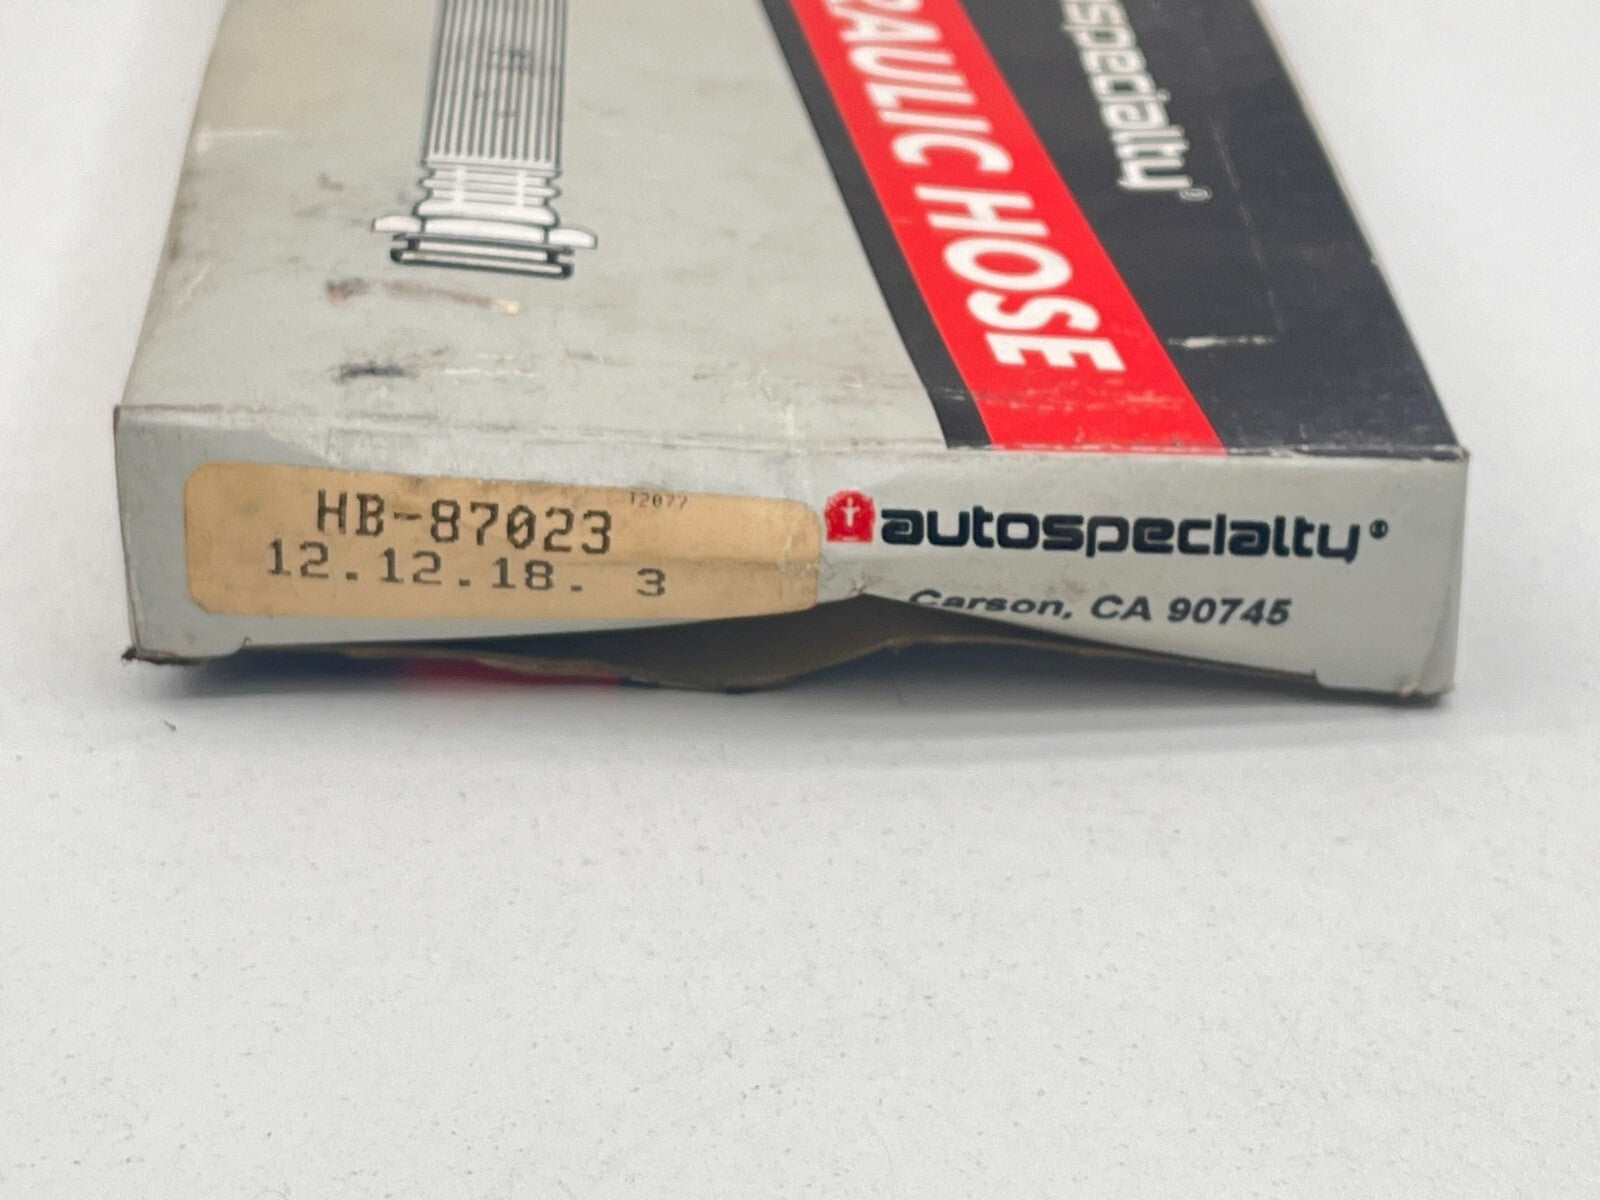 specialty®
RAULIC HOSE
HB-87023
12077
12.12.18. 3
autospecialty®
Carson, CA 90745